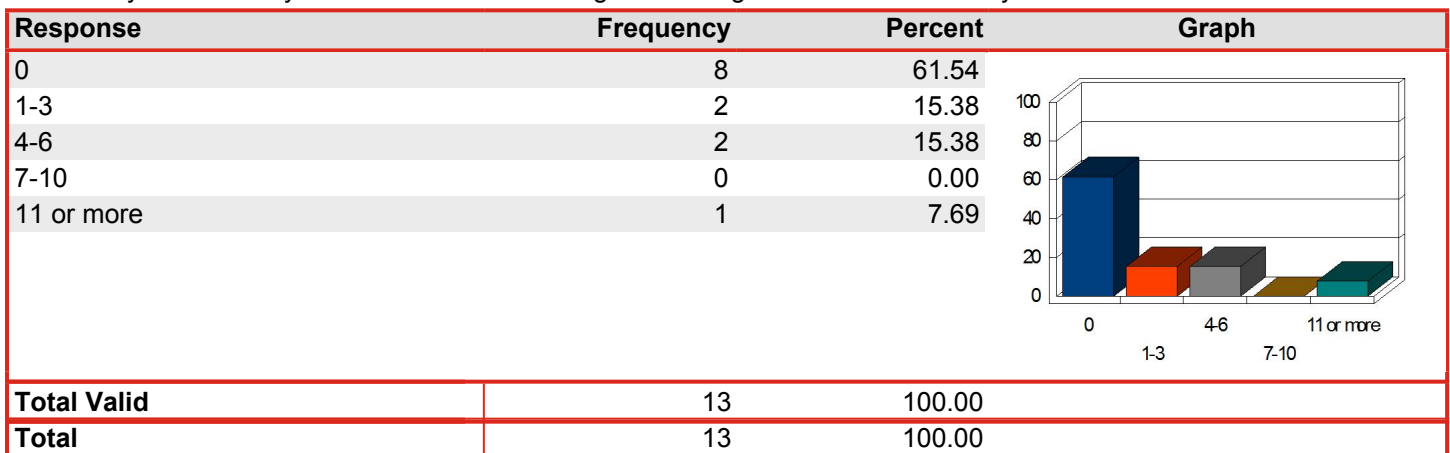 Response Frequency Percent Graph
0 8 61.54
1-3 2 15.38
4-6 2 15.38
7-10 0 0.00
11 or more 1 7.69
100
80
60
40
20
0
0 4-6 11 or more
1-3 7-10
Total Valid 13 100.00
Total 13 100.00